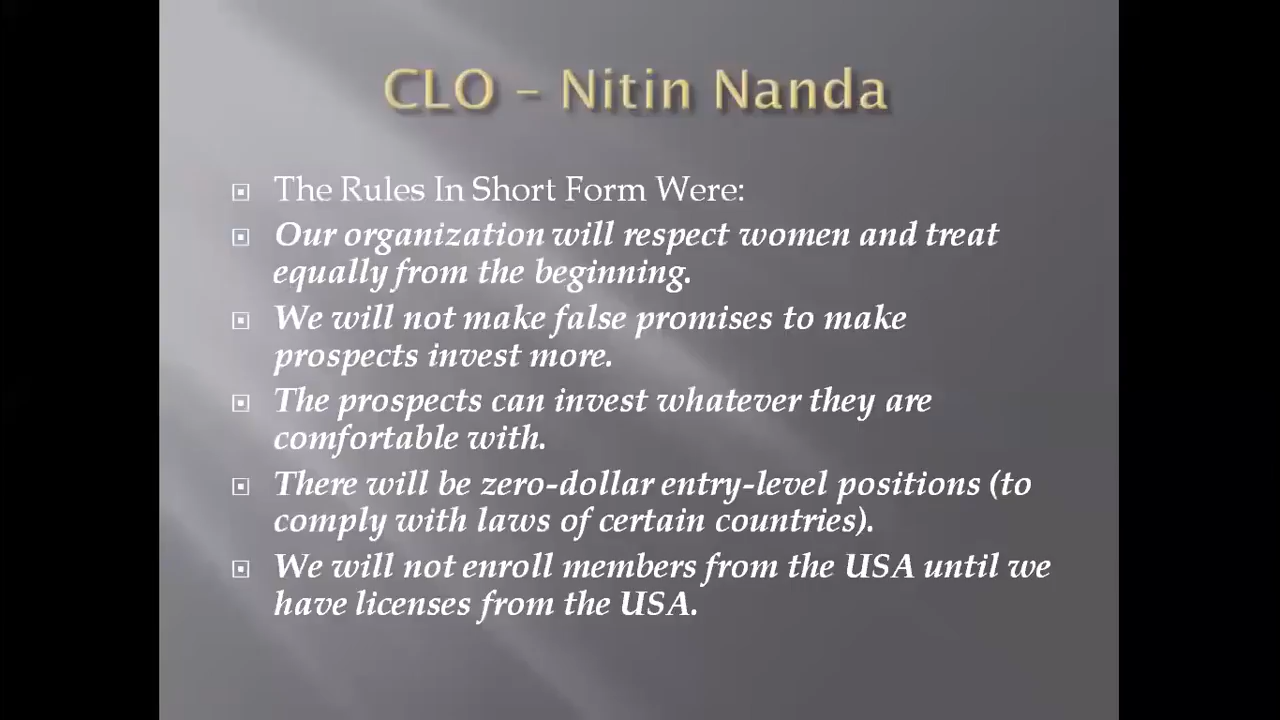 CLO – Nitin Nanda
The Rules In Short Form Were:
Our organization will respect women and treat
equally from the beginning.
We will not make false promises to make
prospects invest more.
The prospects can invest whatever they are
comfortable with.
There will be zero-dollar entry-level positions (to
comply with laws of certain countries).
We will not enroll members from the USA until we
have licenses from the USA.